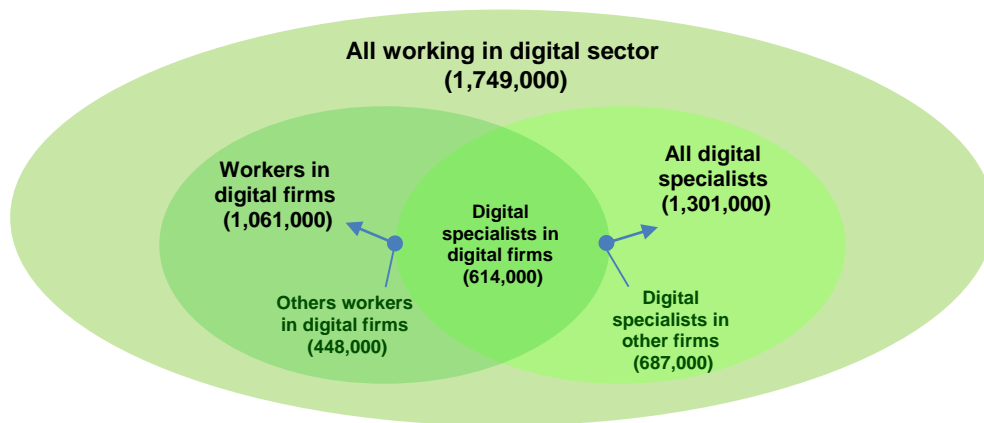 All working in digital sector
(1,749,000)
Workers in
digital firms
(1,061,000)
All digital
specialists
(1,301,000)
Digital
specialists in
digital firms
(614,000)
Others workers
in digital firms
(448,000)
Digital
specialists in
other firms
(687,000)